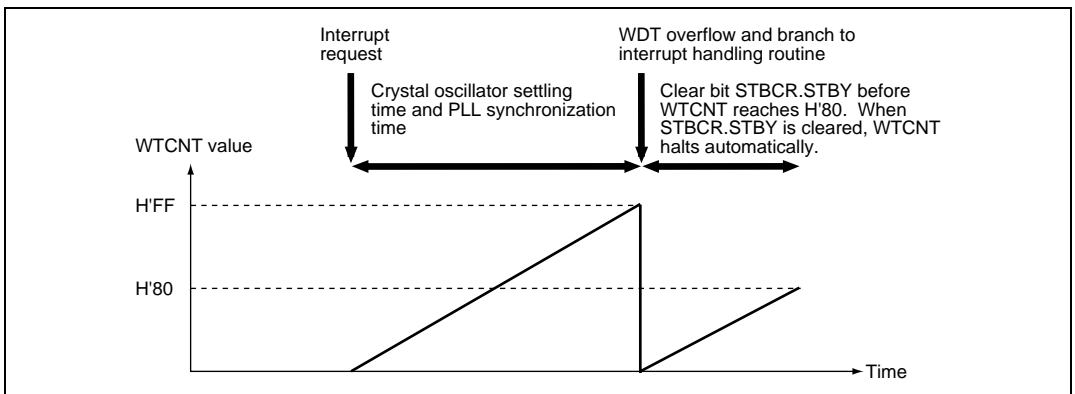 Interrupt
request
WDT overflow and branch to
interrupt handling routine
Crystal oscillator settling
time and PLL synchronization
time
Clear bit STBCR.STBY before
WTCNT reaches H'80. When
STBCR.STBY is cleared, WTCNT
halts automatically.
WTCNT value
H'FF
H'80
Time